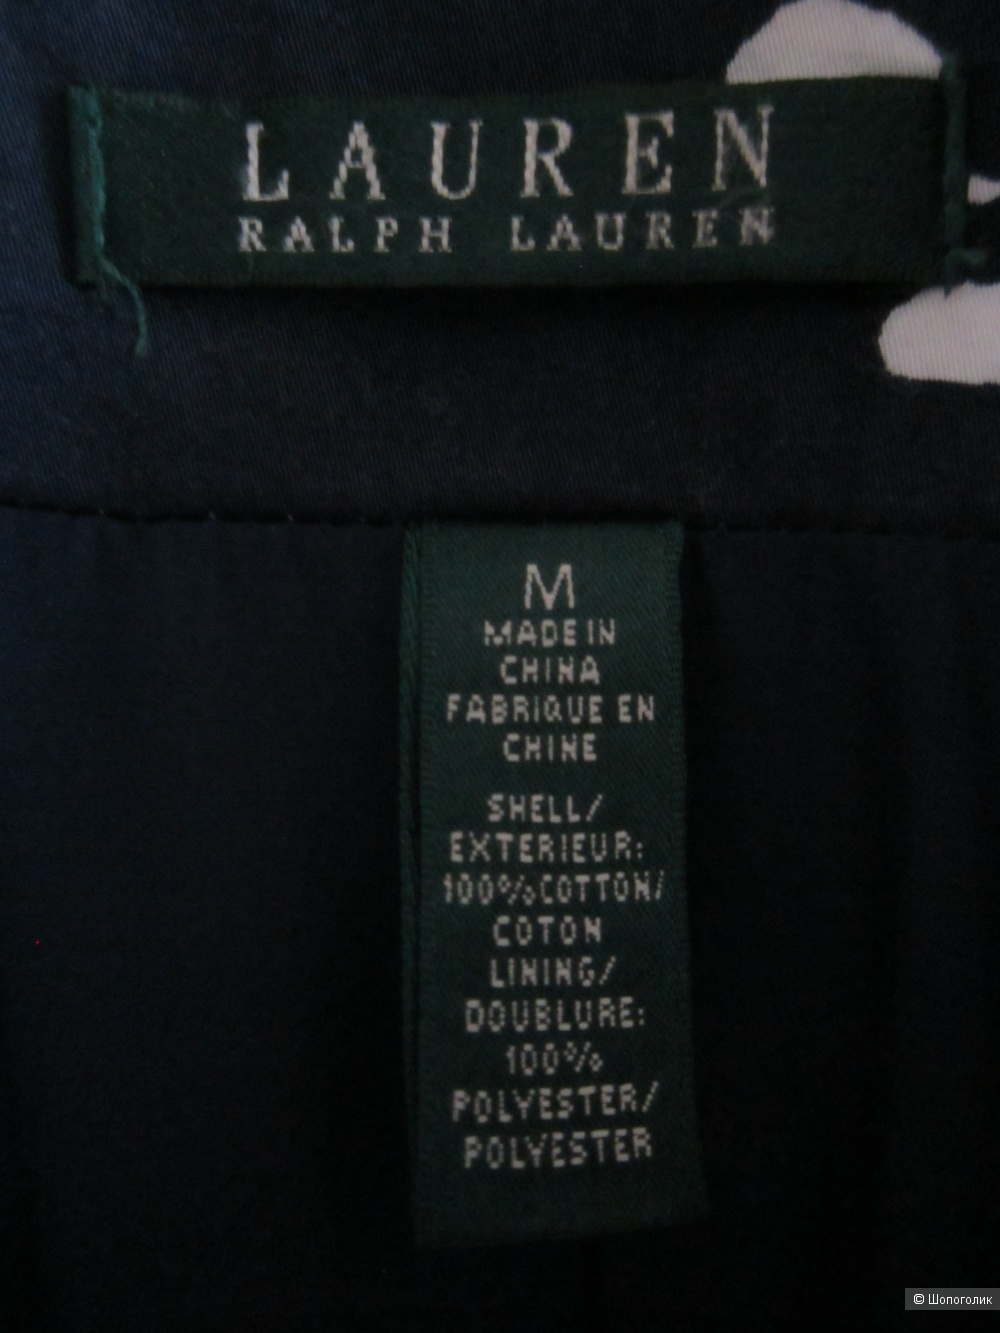 LAUREN
RALPH LAUREN
M
MADE IN
CHINA
FABRIQUE EN
CHINE
SHELL/
EXTERIEUR:
100%COTTON/
COTON
LINING/
DOUBLURE:
100%
POLYESTER/
POLYESTER
© Шопоголик